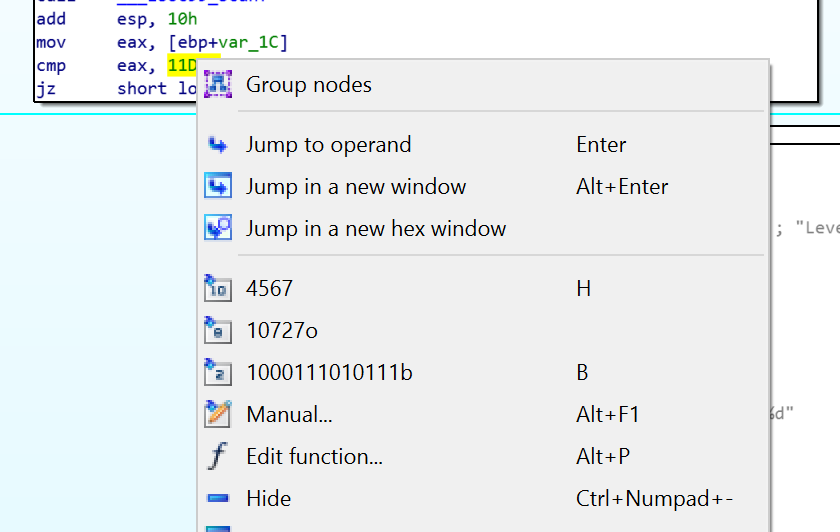 add esp, 10h
mov eax, [ebp+var_1C]
cmp eax, 11D
jz short lo
Group nodes
Jump to operand Enter
Jump in a new window Alt+Enter
Jump in a new hex window
; "Leve
4567 H
10727o
1000111010111b B
Manual... Alt+F1
%d"
Edit function... Alt+P
Hide Ctrl+Numpad+-